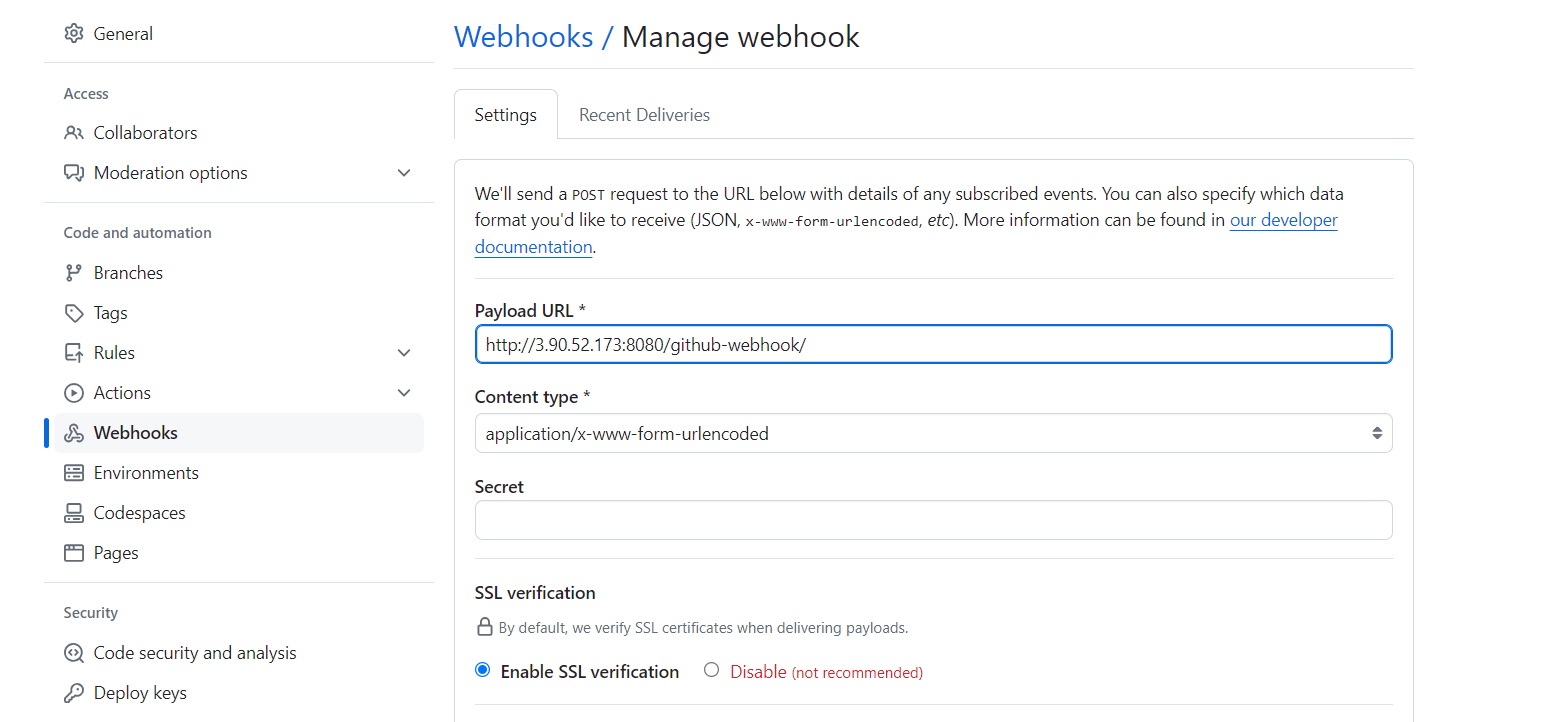 General
Access
Collaborators
Moderation options
Code and automation
Branches
Tags
Rules
Actions
Webhooks
Environments
Codespaces
Pages
Security
Code security and analysis
Deploy keys
Webhooks / Manage webhook
Settings
Recent Deliveries
We'll send a POST request to the URL below with details of any subscribed events. You can also specify which data
format you'd like to receive (JSON, x-www-form-urlencoded, etc). More information can be found in our developer
documentation.
Payload URL *
http://3.90.52.173:8080/github-webhook/
Content type *
application/x-www-form-urlencoded
Secret
SSL verification
By default, we verify SSL certificates when delivering payloads.
Enable SSL verification
Disable (not recommended)